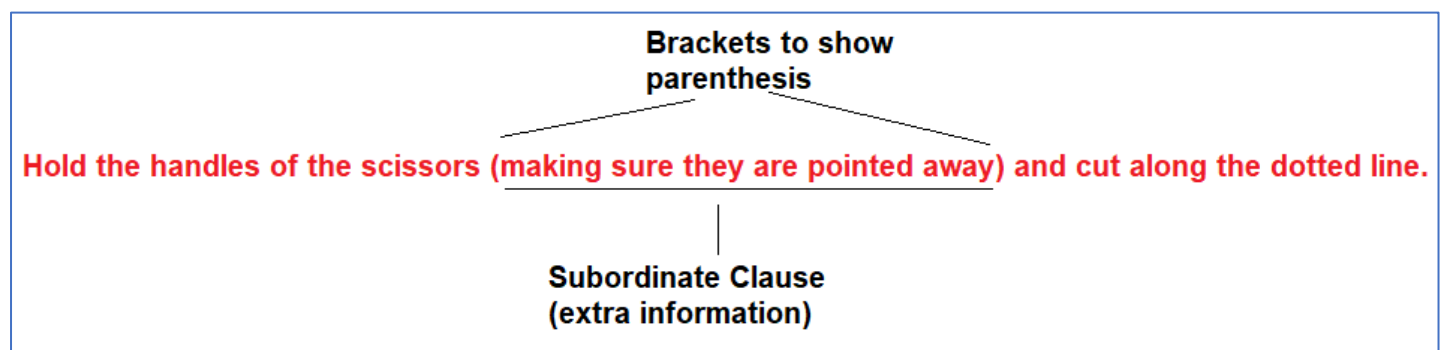 Brackets to show
parenthesis
Hold the handles of the scissors (making sure they are pointed away) and cut along the dotted line.
Subordinate Clause
(extra information)